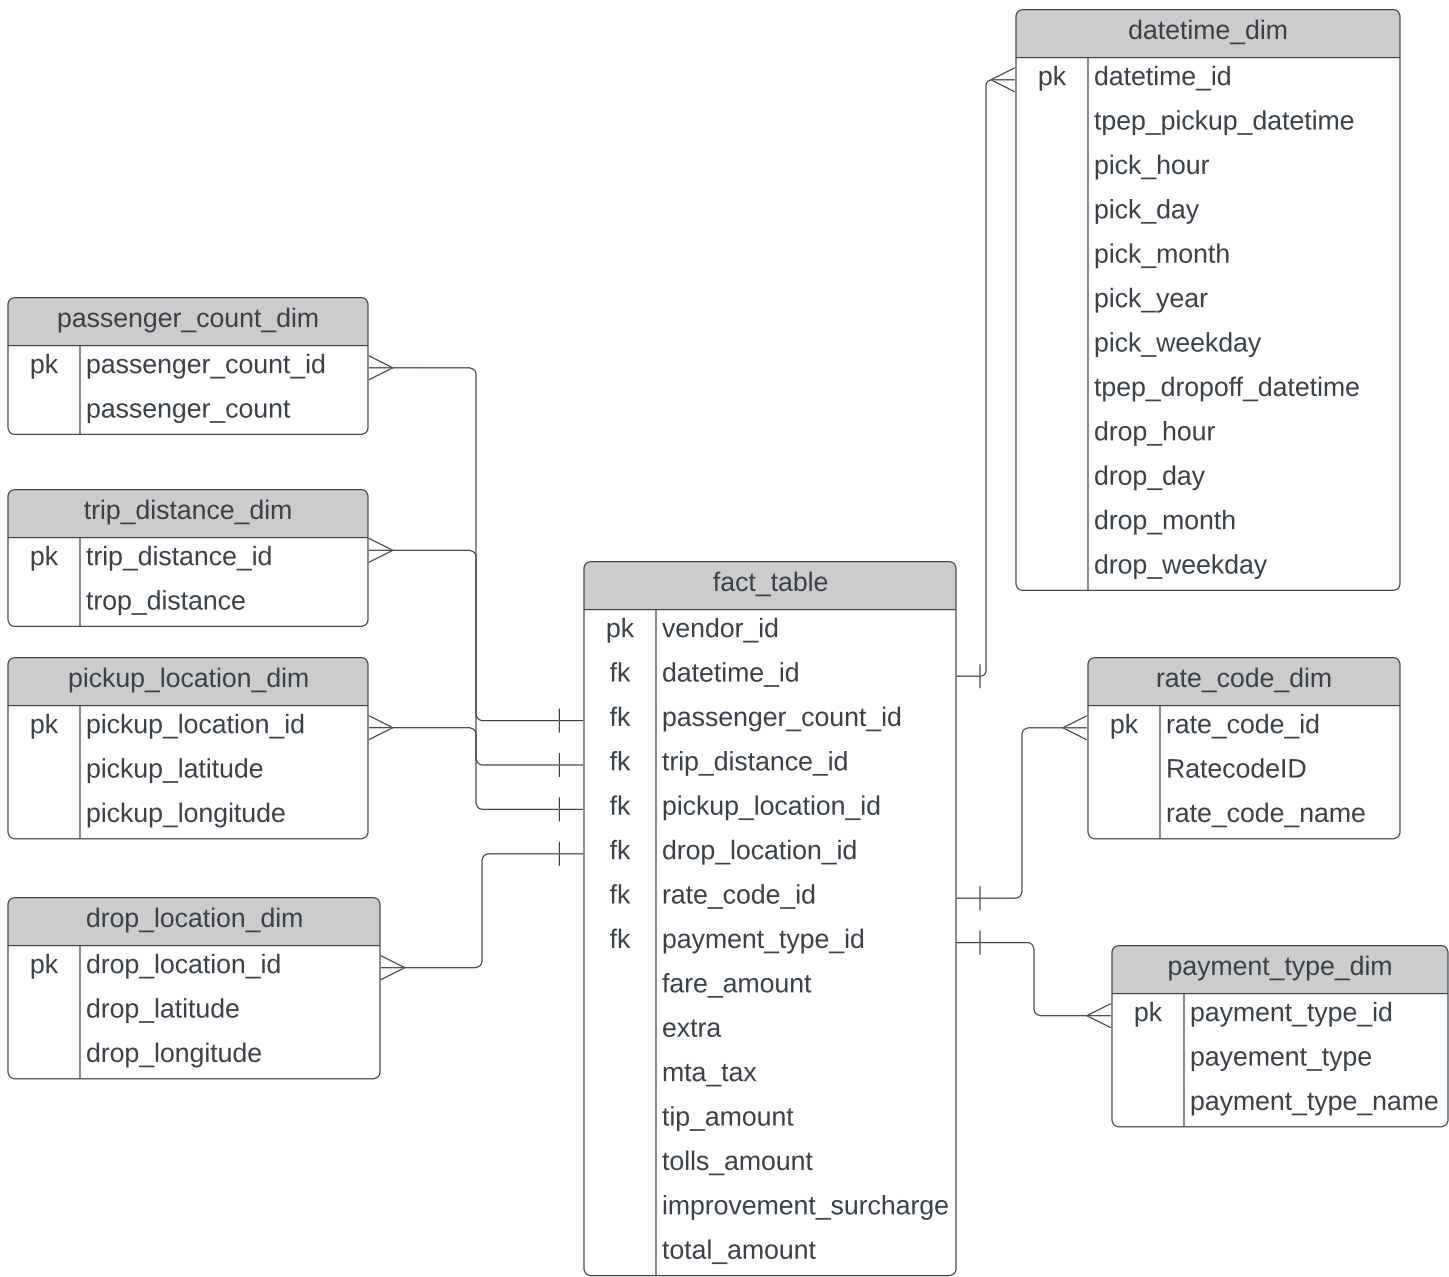 datetime_dim
pk datetime_id
tpep_pickup_datetime
pick_hour
pick_day
pick_month
pick_year
pick_weekday
tpep_dropoff_datetime
drop_hour
drop_day
drop_month
drop_weekday
passenger_count_dim
pk passenger_count_id
passenger_count
trip_distance_dim
pk trip_distance_id
trop_distance
pickup_location_dim
pk pickup_location_id
pickup_latitude
pickup_longitude
drop_location_dim
pk drop_location_id
drop_latitude
drop_longitude
fact_table
pk vendor_id
fk datetime_id
fk passenger_count_id
fk trip_distance_id
fk pickup_location_id
fk drop_location_id
fk rate_code_id
fk payment_type_id
fare_amount
extra
mta_tax
tip_amount
tolls_amount
improvement_surcharge
total_amount
rate_code_dim
pk rate_code_id
RatecodeID
rate_code_name
payment_type_dim
pk payment_type_id
payement_type
payment_type_name